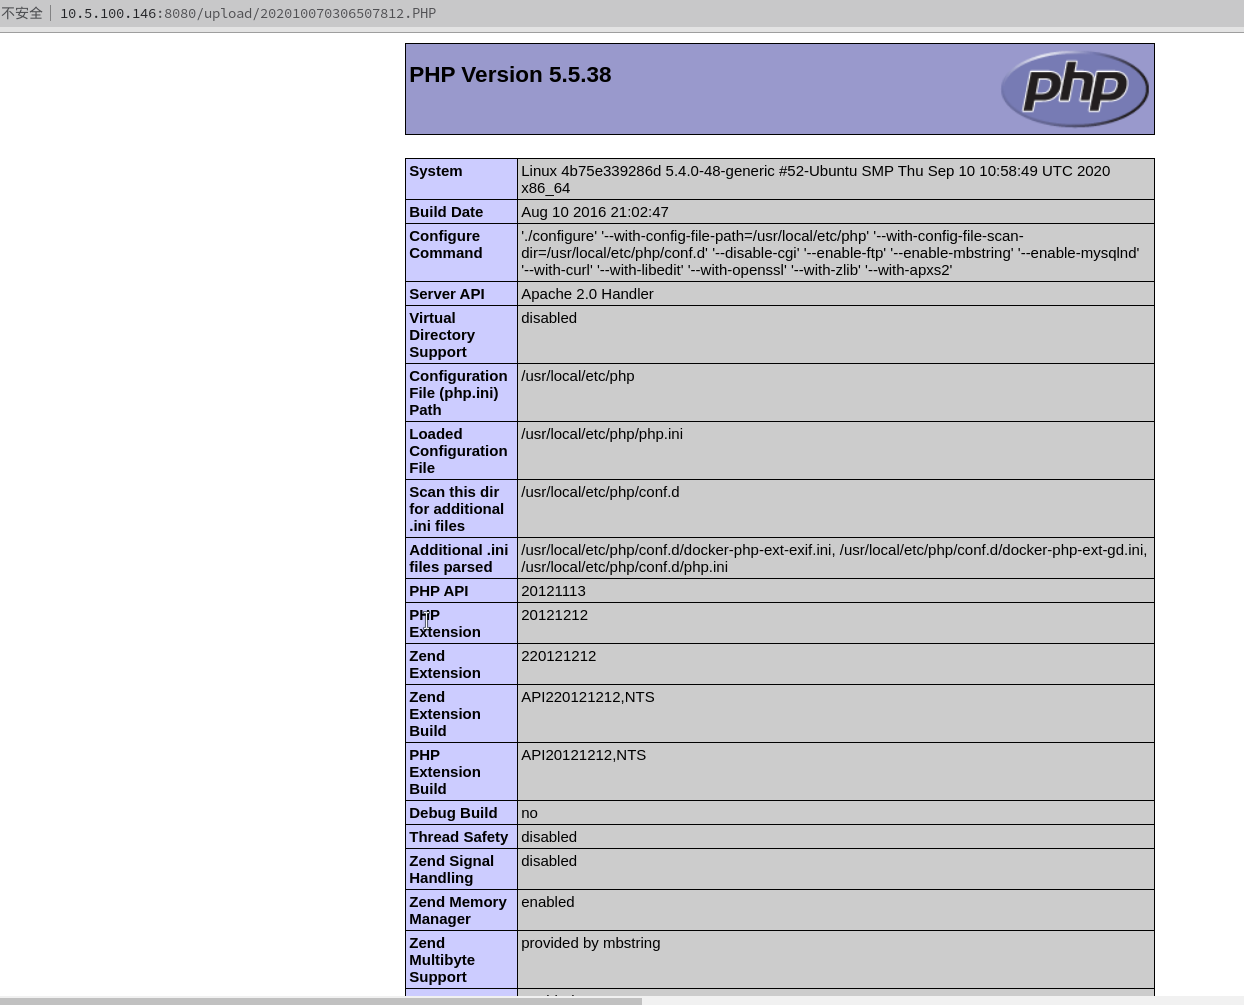 不安全 10.5.100.146:8080/upload/202010070306507812.PHP
PHP Version 5.5.38
php
System
Linux 4b75e339286d 5.4.0-48-generic #52-Ubuntu SMP Thu Sep 10 10:58:49 UTC 2020
x86_64
Build Date
Aug 10 2016 21:02:47
Configure
Command
'./configure' '--with-config-file-path=/usr/local/etc/php' '--with-config-file-scan-
dir=/usr/local/etc/php/conf.d' '--disable-cgi' '--enable-ftp' '--enable-mbstring' '--enable-mysqlnd'
'--with-curl' '--with-libedit' '--with-openssl' '--with-zlib' '--with-apxs2'
Server API
Apache 2.0 Handler
Virtual
Directory
Support
disabled
Configuration
File (php.ini)
Path
/usr/local/etc/php
Loaded
Configuration
File
/usr/local/etc/php/php.ini
Scan this dir
for additional
.ini files
/usr/local/etc/php/conf.d
Additional .ini
files parsed
/usr/local/etc/php/conf.d/docker-php-ext-exif.ini, /usr/local/etc/php/conf.d/docker-php-ext-gd.ini,
/usr/local/etc/php/conf.d/php.ini
PHP API
20121113
PHP
Extension
20121212
Zend
Extension
220121212
Zend
Extension
Build
API220121212,NTS
PHP
Extension
Build
API20121212,NTS
Debug Build
no
Thread Safety
disabled
Zend Signal
Handling
disabled
Zend Memory
Manager
enabled
Zend
Multibyte
Support
provided by mbstring